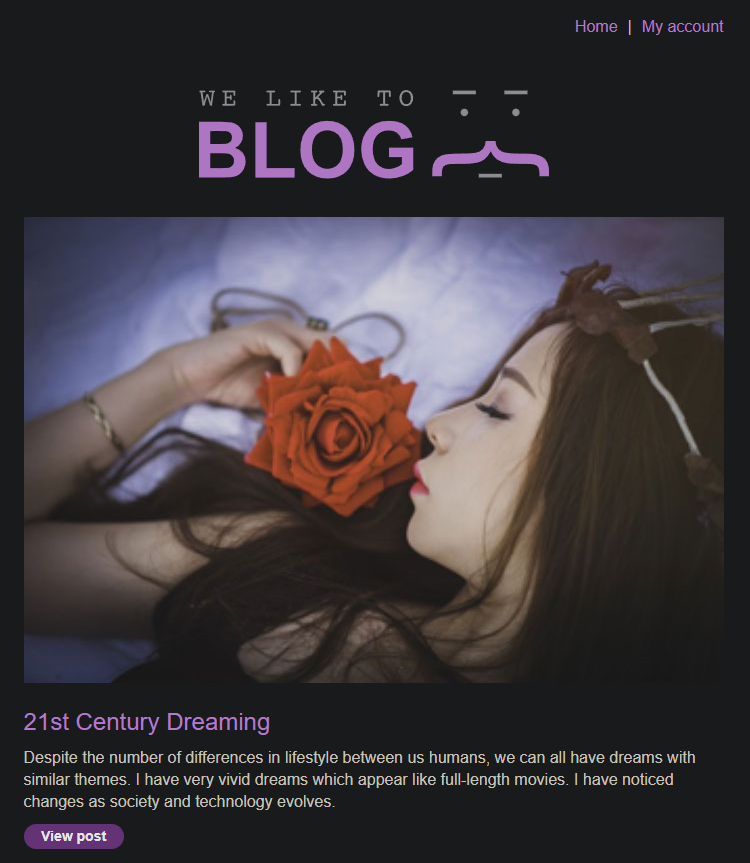 Home | My account
WE LIKE TO
BLOG
21st Century Dreaming
Despite the number of differences in lifestyle between us humans, we can all have dreams with
similar themes. I have very vivid dreams which appear like full-length movies. I have noticed
changes as society and technology evolves.
View post